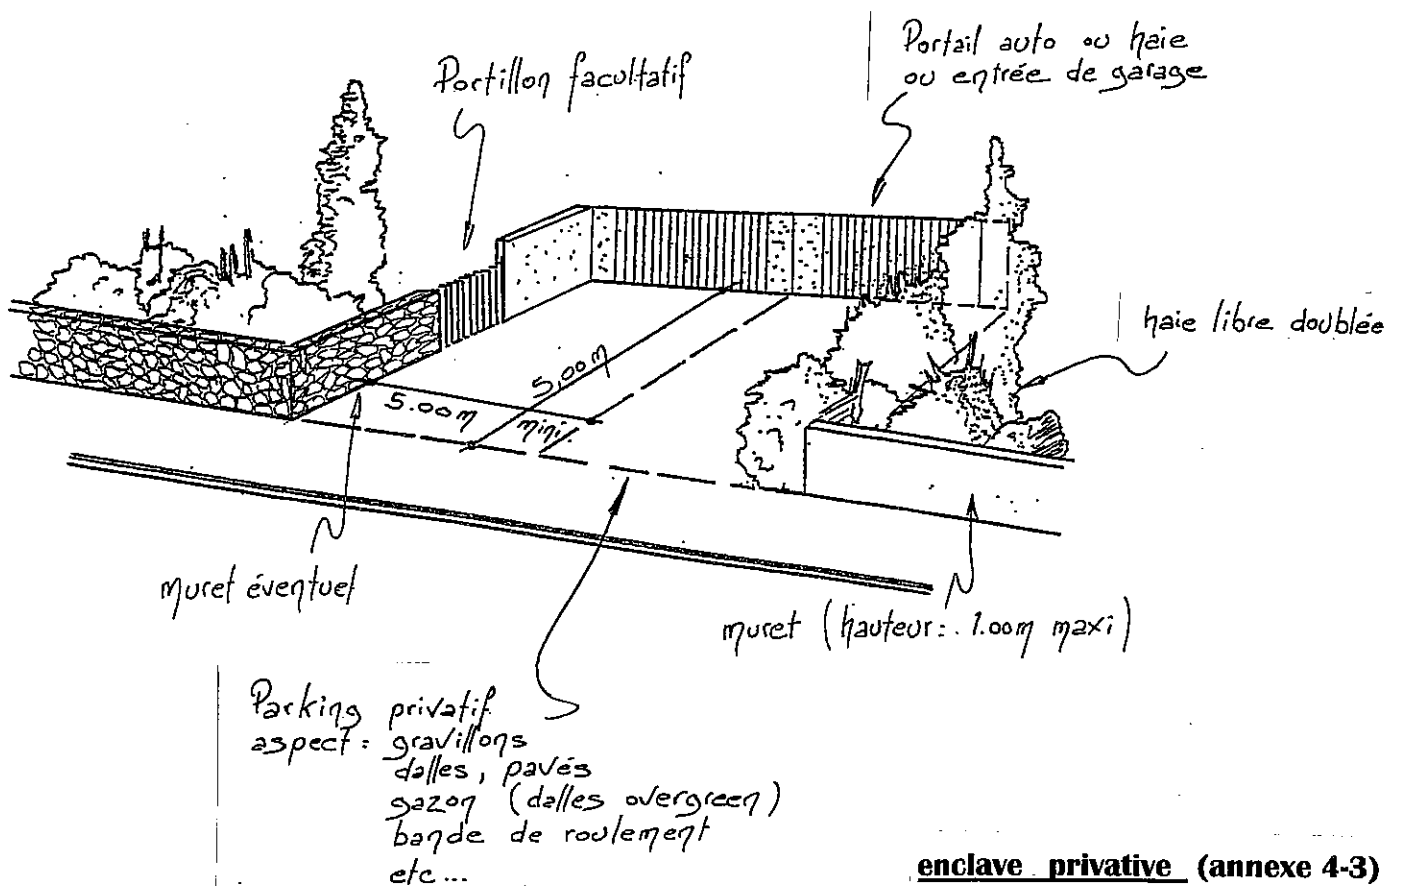 Portail auto ou haie
ou entrée de garage
Portillon facultatif
haie libre doublée
5.00m
5.00m
mini.
muret éventuel
muret (hauteur: 1.00m maxi)
Parking privatif
aspect: gravillons
dalles, pavés
gazon (dalles overgreen)
bande de roulement
etc...
enclave privative (annexe 4-3)